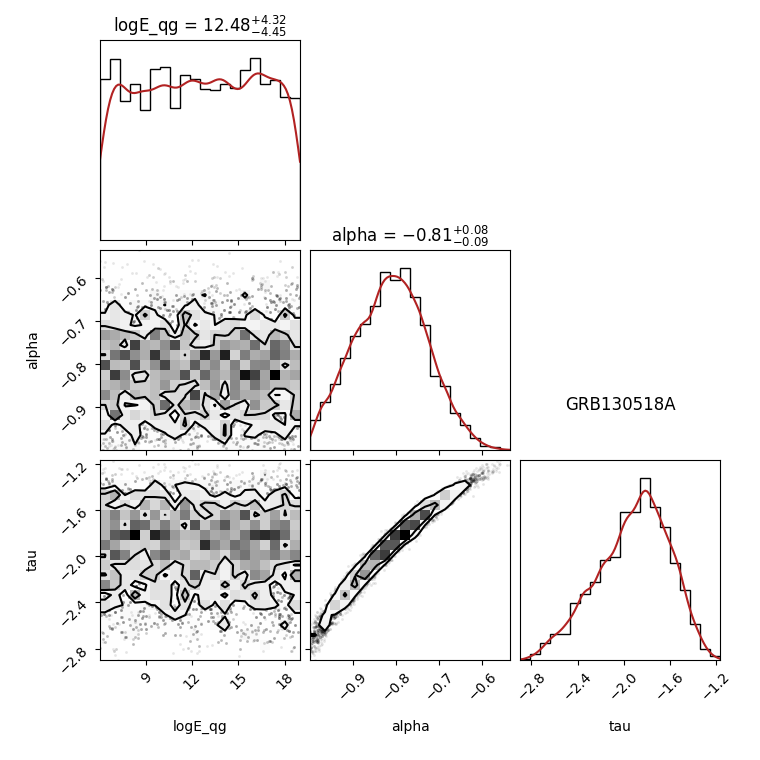 logE_qg = 12.48^{+4.32}_{-4.45}
alpha = −0.81^{+0.08}_{-0.09}
−0.6
−0.7
−0.8
−0.9
alpha
GRB130518A
−1.2
−1.6
−2.0
−2.4
−2.8
tau
9 12 15 18
−0.9 −0.8 −0.7 −0.6
−2.8 −2.4 −2.0 −1.6 −1.2
logE_qg alpha tau